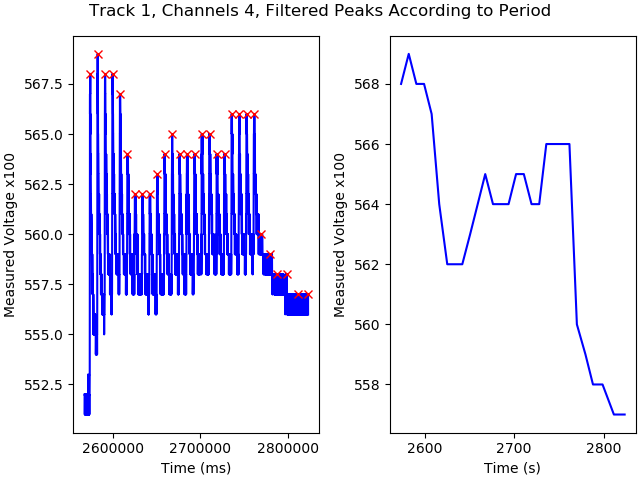 Track 1, Channels 4, Filtered Peaks According to Period
Measured Voltage x100
567.5
565.0
562.5
560.0
557.5
555.0
552.5
2600000 2700000 2800000
Time (ms)
Measured Voltage x100
568
566
564
562
560
558
2600 2700 2800
Time (s)